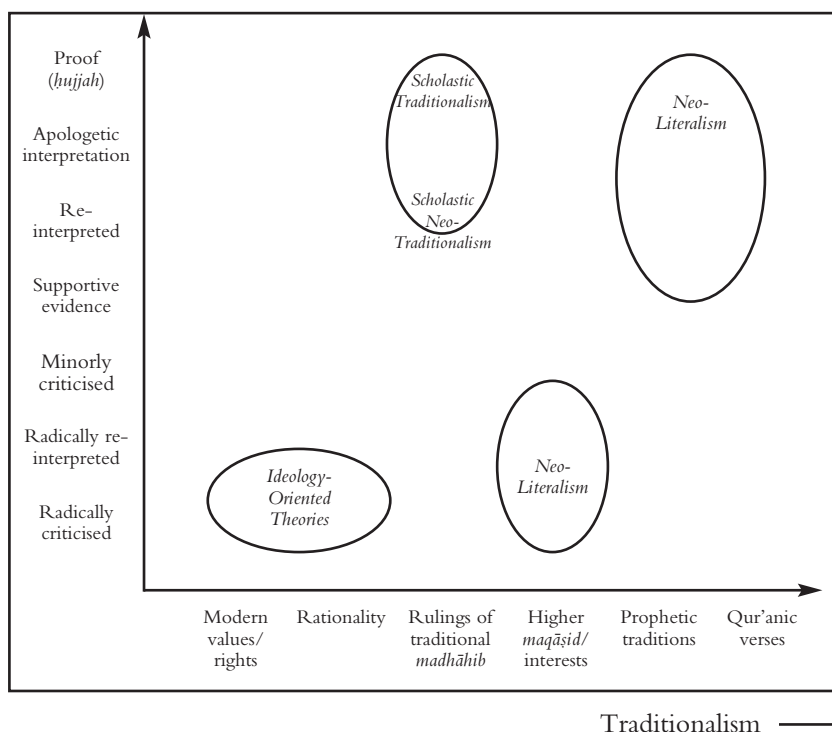 Proof
(ḥujjah)
Apologetic
interpretation
Re-
interpreted
Supportive
evidence
Minorly
criticised
Radically re-
interpreted
Radically
criticised
Scholastic
Traditionalism
Scholastic
Neo-
Traditionalism
Neo-
Literalism
Ideology-
Oriented
Theories
Neo-
Literalism
Modern
values/
rights
Rationality
Rulings of
traditional
madhāhib
Higher
maqāṣid/
interests
Prophetic
traditions
Qur’anic
verses
Traditionalism